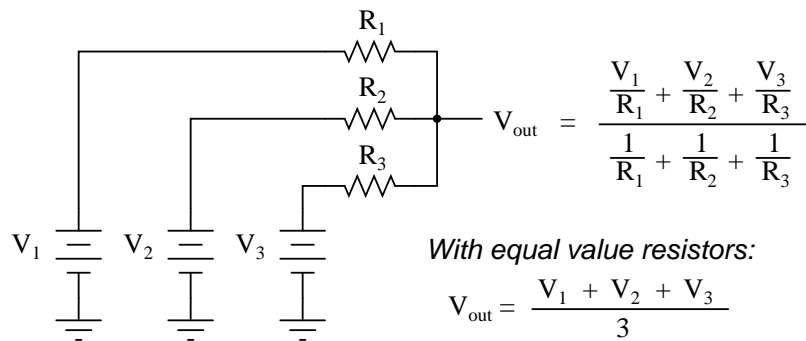 R1
R2
R3
V1
V2
V3
Vout = V1/R1 + V2/R2 + V3/R3
1/R1 + 1/R2 + 1/R3
With equal value resistors:
Vout = V1 + V2 + V3
3